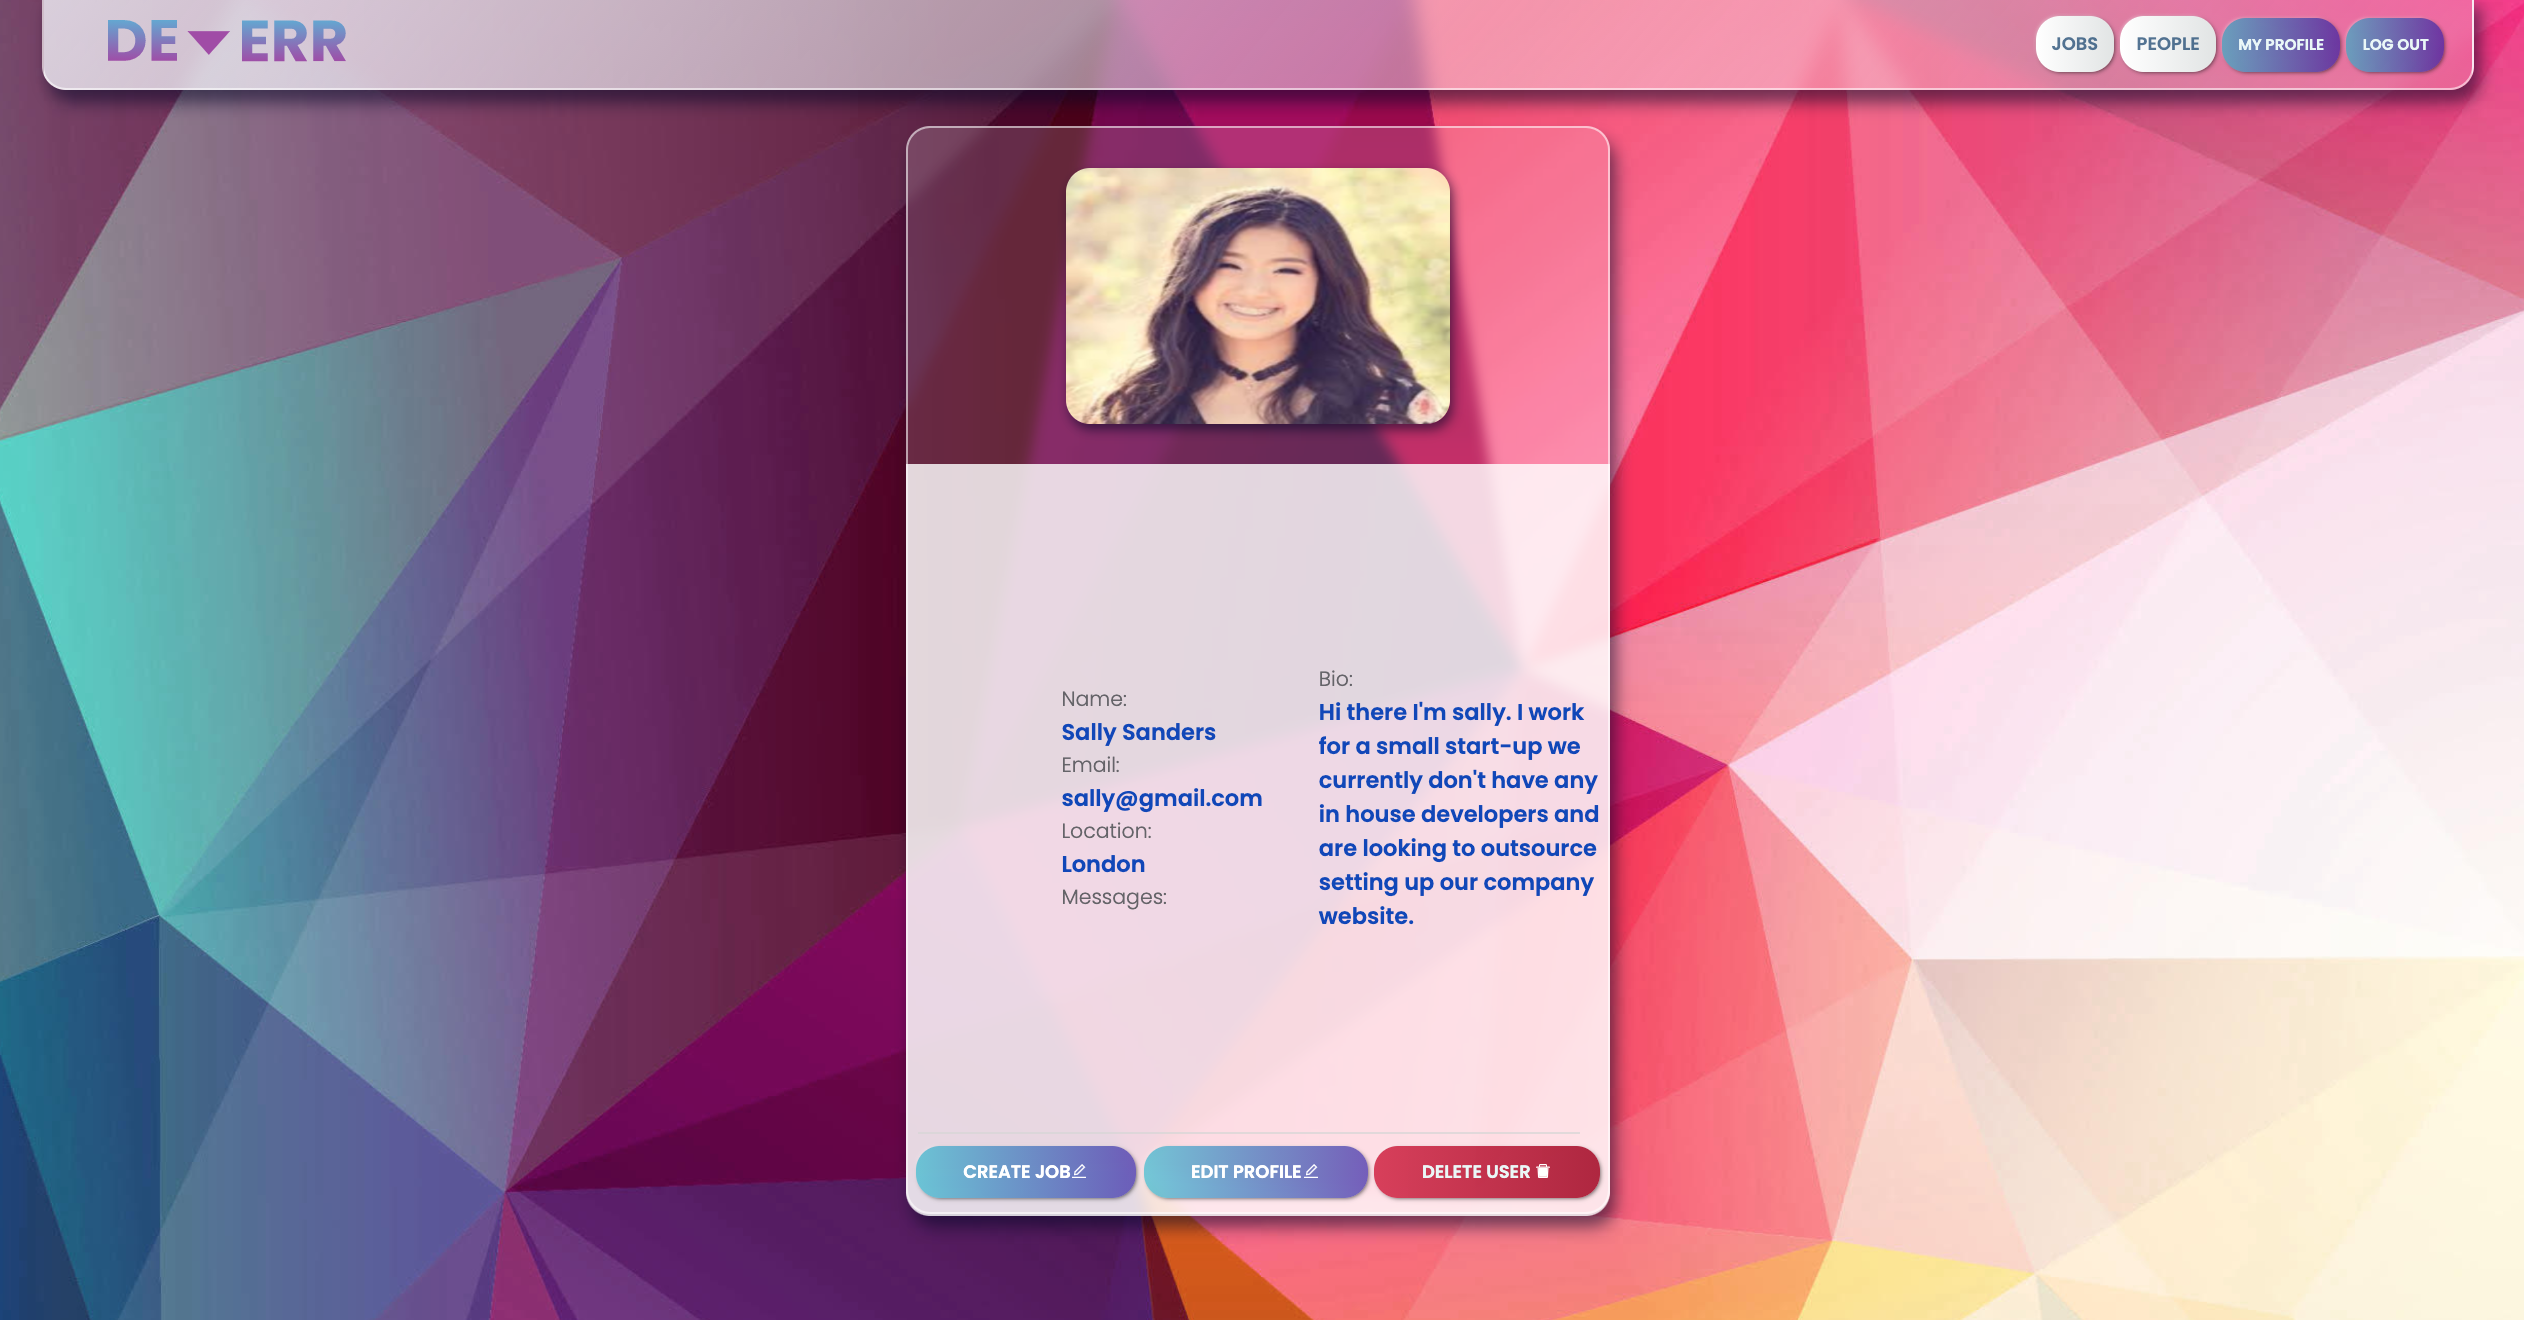 DE▼ERR
JOBS
PEOPLE
MY PROFILE
LOG OUT
Name:
Sally Sanders
Email:
sally@gmail.com
Location:
London
Messages:
Bio:
Hi there I'm sally. I work
for a small start-up we
currently don't have any
in house developers and
are looking to outsource
setting up our company
website.
CREATE JOB
EDIT PROFILE
DELETE USER